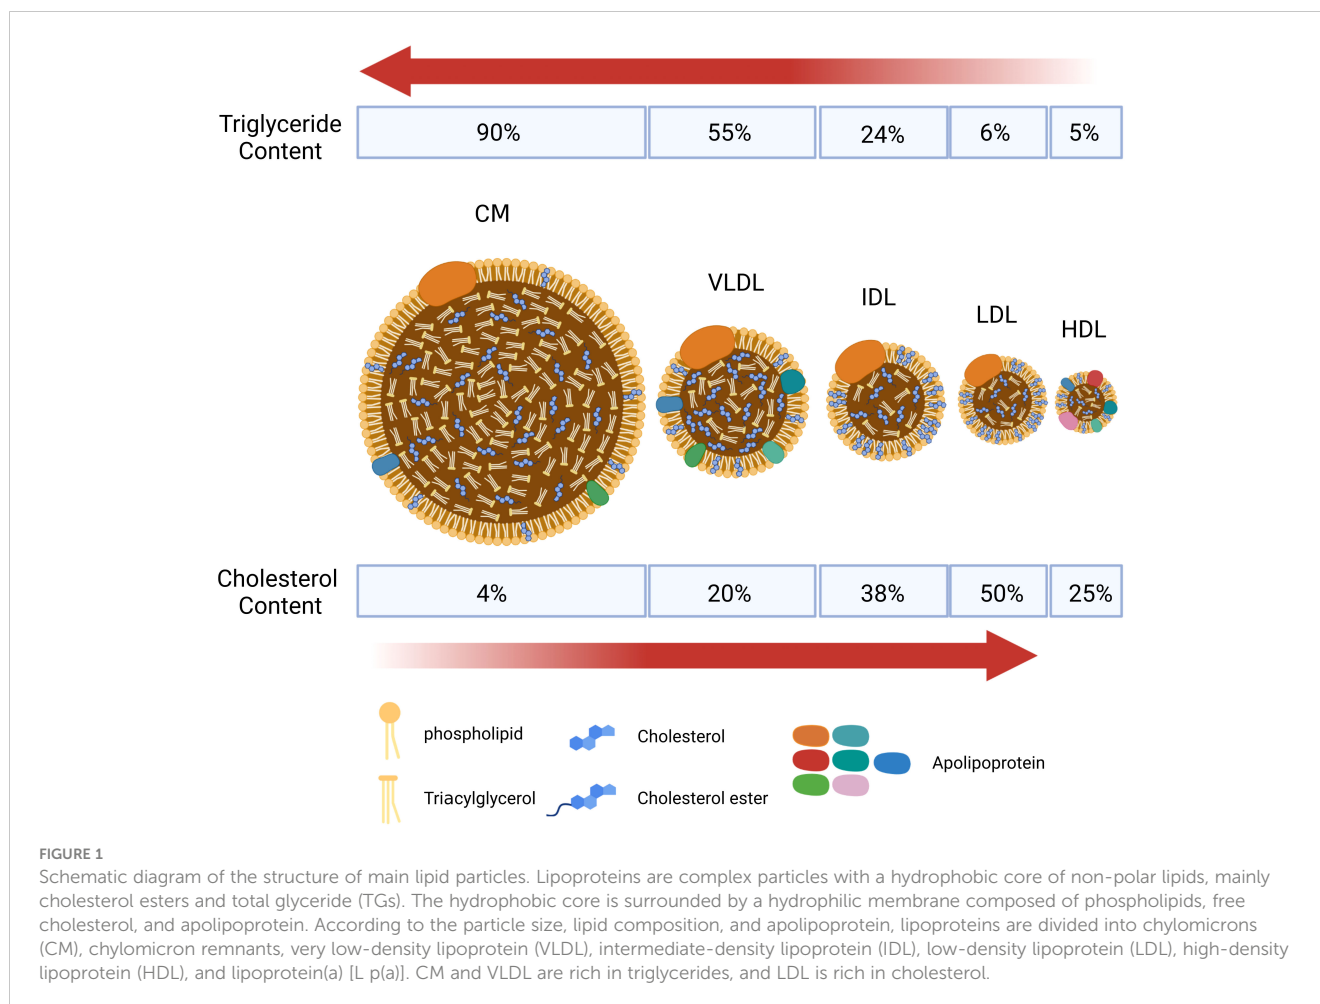 Triglyceride
Content
90%
55%
24%
6%
5%
CM
VLDL
IDL
LDL
HDL
Cholesterol
Content
4%
20%
38%
50%
25%
phospholipid
Cholesterol
Triacylglycerol
Cholesterol ester
Apolipoprotein
FIGURE 1
Schematic diagram of the structure of main lipid particles. Lipoproteins are complex particles with a hydrophobic core of non-polar lipids, mainly
cholesterol esters and total glyceride (TGs). The hydrophobic core is surrounded by a hydrophilic membrane composed of phospholipids, free
cholesterol, and apolipoprotein. According to the particle size, lipid composition, and apolipoprotein, lipoproteins are divided into chylomicrons
(CM), chylomicron remnants, very low-density lipoprotein (VLDL), intermediate-density lipoprotein (IDL), low-density lipoprotein (LDL), high-density
lipoprotein (HDL), and lipoprotein(a) [L p(a)]. CM and VLDL are rich in triglycerides, and LDL is rich in cholesterol.